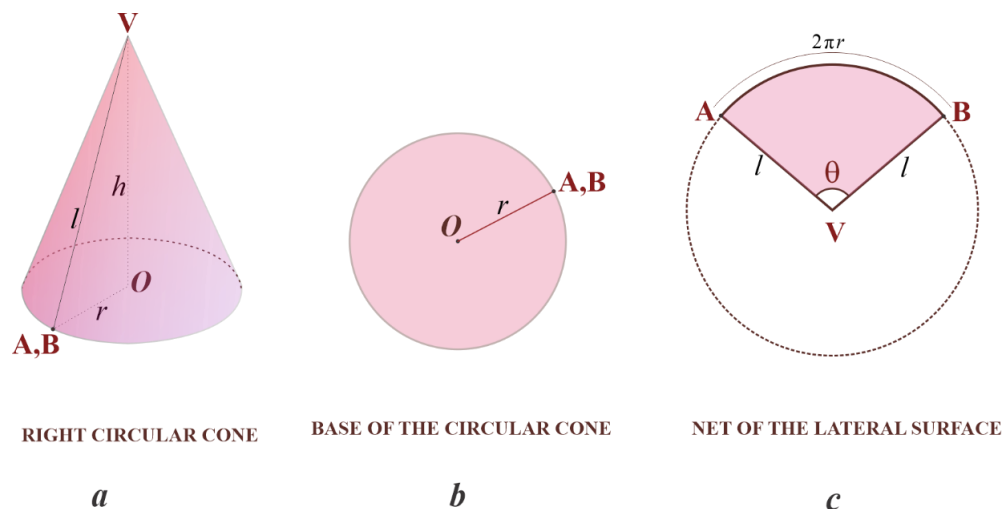 V
h
l
O
r
A,B
RIGHT CIRCULAR CONE
a
A,B
r
O
BASE OF THE CIRCULAR CONE
b
2πr
A
B
l
θ
l
V
NET OF THE LATERAL SURFACE
c